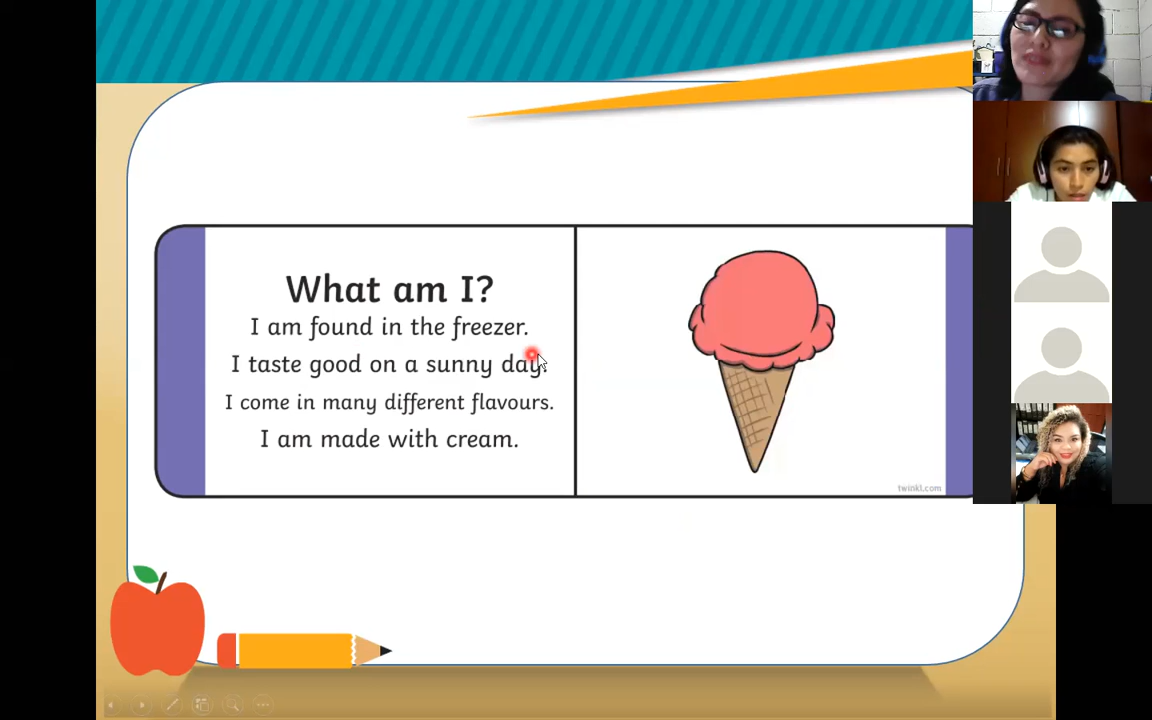 What am I?
I am found in the freezer.
I taste good on a sunny day.
I come in many different flavours.
I am made with cream.
twinkl.com